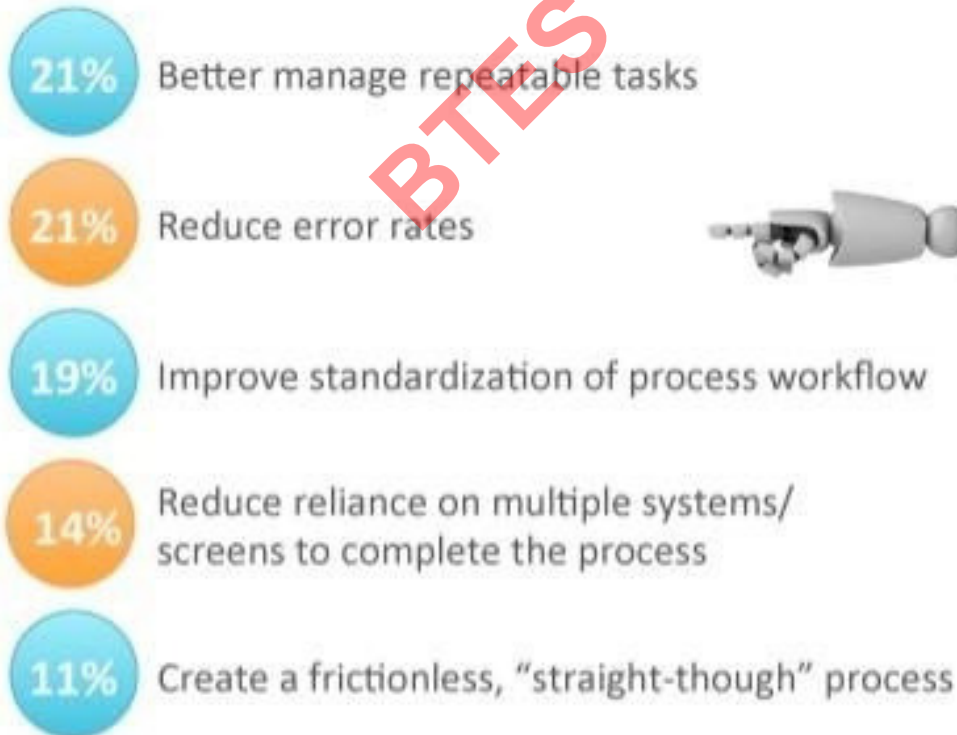 21% Better manage repeatable tasks
BTES
21% Reduce error rates
19% Improve standardization of process workflow
14% Reduce reliance on multiple systems/
screens to complete the process
11% Create a frictionless, “straight-though” process